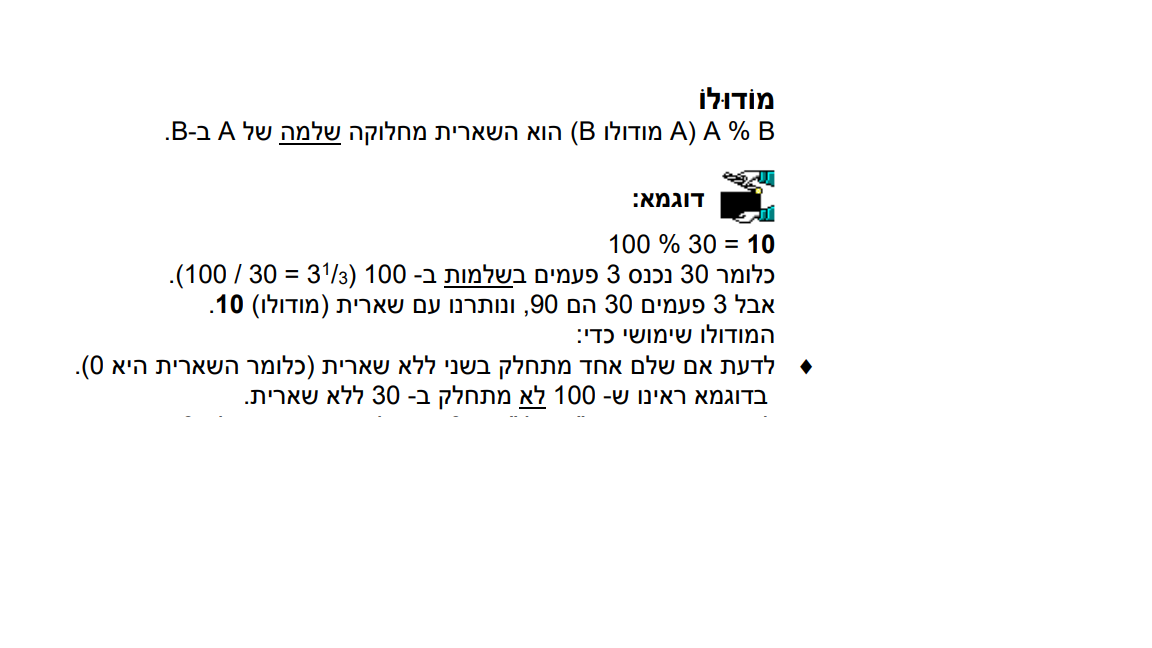 מוֹדוּלוֹ
A % B (A מודולו B) הוא השארית מחלוקה שלמה של A ב-B.
דוגמא:
100 % 30 = 10
כלומר 30 נכנס 3 פעמים בשלמות ב- 100 (100 / 30 = 3¹/₃).
אבל 3 פעמים 30 הם 90, ונותרנו עם שארית (מודולו) 10.
המודולו שימושי כדי:
♦ לדעת אם שלם אחד מתחלק בשני ללא שארית (כלומר השארית היא 0).
בדוגמא ראינו ש- 100 לא מתחלק ב- 30 ללא שארית.